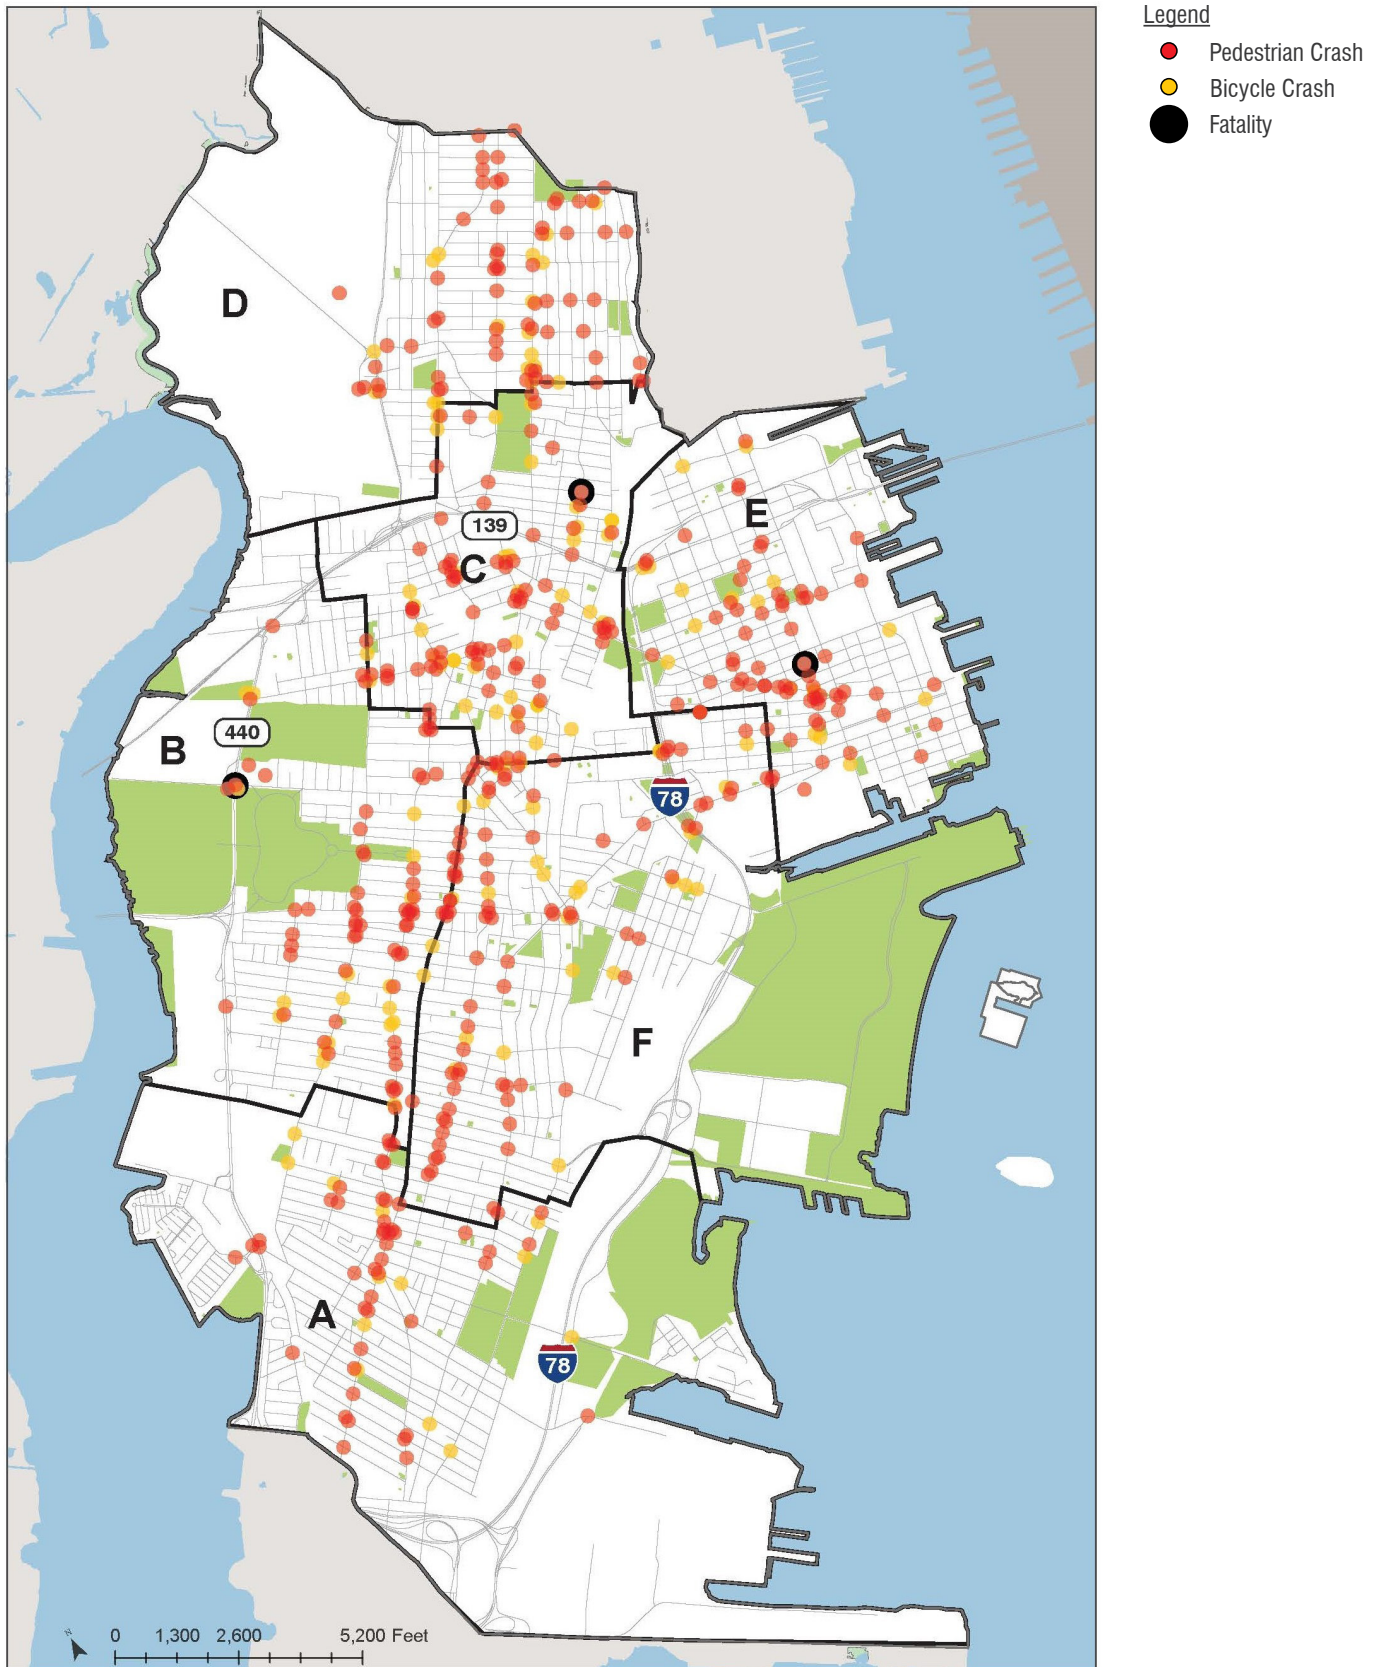 Legend
Pedestrian Crash
Bicycle Crash
Fatality
D
E
139
C
440
B
78
F
A
78
N
0 1,300 2,600 5,200 Feet